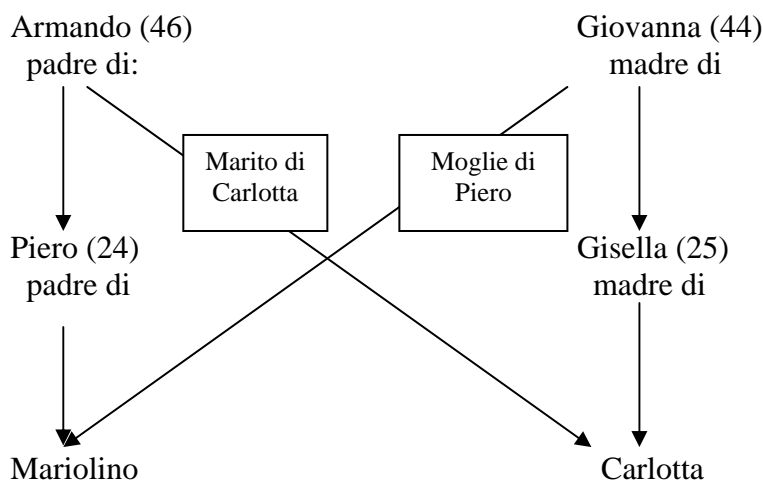 Armando (46)
padre di:
Giovanna (44)
madre di
Marito di
Carlotta
Moglie di
Piero
Piero (24)
padre di
Gisella (25)
madre di
Mariolino
Carlotta